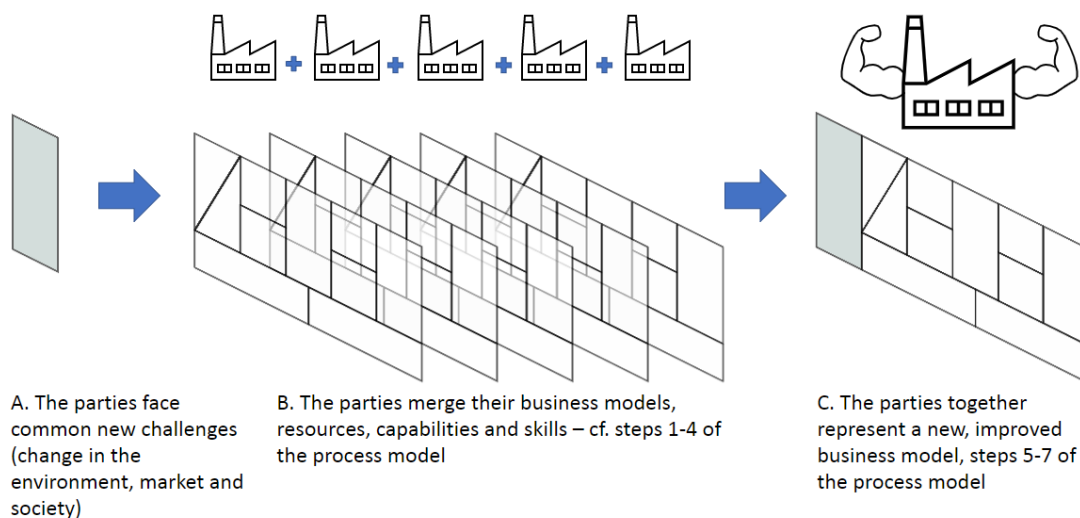 A. The parties face
common new challenges
(change in the
environment, market and
society)
B. The parties merge their business models,
resources, capabilities and skills – cf. steps 1-4 of
the process model
C. The parties together
represent a new, improved
business model, steps 5-7 of
the process model